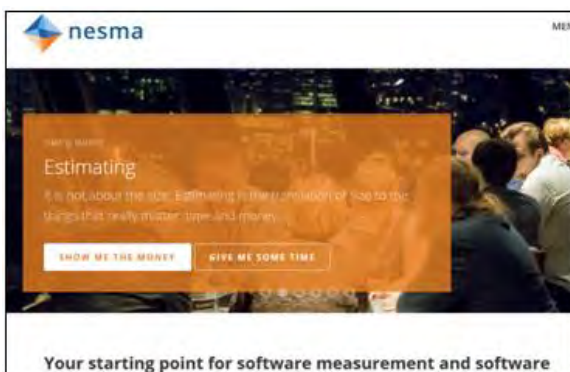 nesma
Estimating
It is not about the size. Estimating is the translation of size to the
things that really matter: time and money.
SHOW ME THE MONEY
GIVE ME SOME TIME
Your starting point for software measurement and software